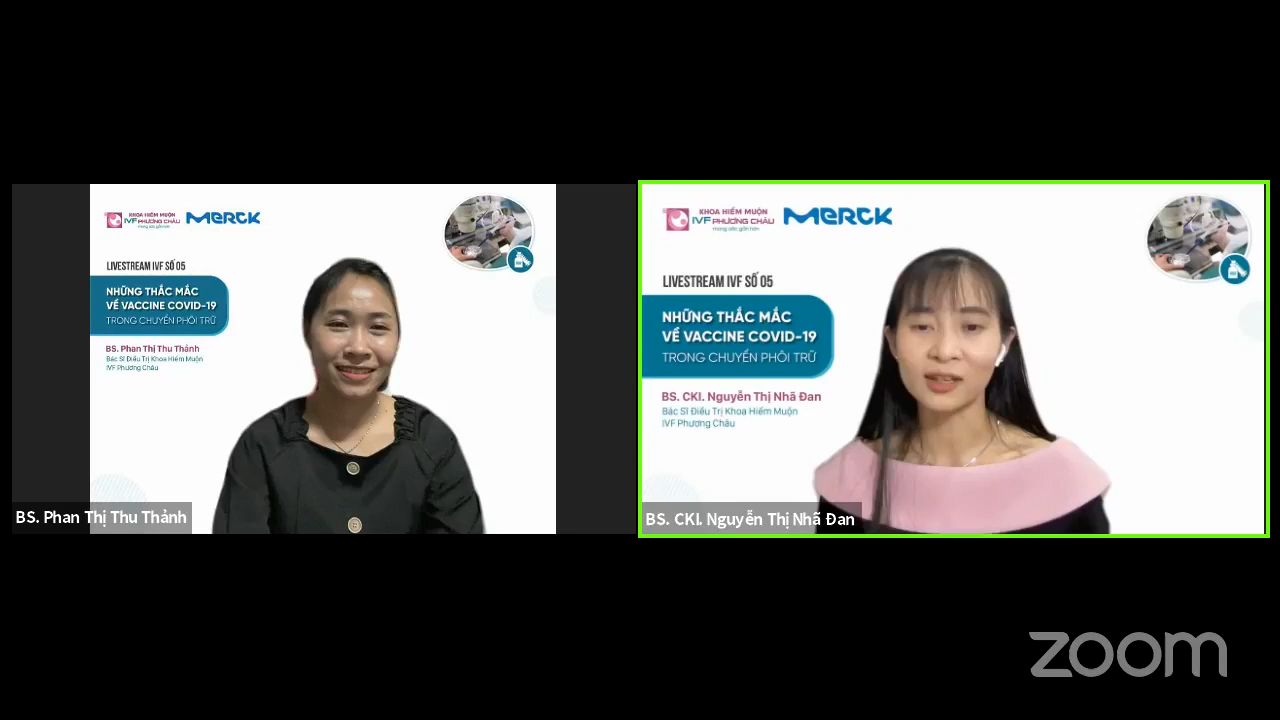 KHOA HIẾM MUỘN
IVF PHƯƠNG CHÂU
MERCK
LIVESTREAM IVF SỐ 05
NHỮNG THẮC MẮC
VỀ VACCINE COVID-19
TRONG CHUYỂN PHÔI TRỮ
BS. Phan Thị Thu Thảnh
Bác Sĩ Điều Trị Khoa Hiếm Muộn
IVF Phương Châu
BS. Phan Thị Thu Thảnh
KHOA HIẾM MUỘN
IVF PHƯƠNG CHÂU
MERCK
LIVESTREAM IVF SỐ 05
NHỮNG THẮC MẮC
VỀ VACCINE COVID-19
TRONG CHUYỂN PHÔI TRỮ
BS. CKI. Nguyễn Thị Nhã Đan
Bác Sĩ Điều Trị Khoa Hiếm Muộn
IVF Phương Châu
BS. CKI. Nguyễn Thị Nhã Đan
zoom